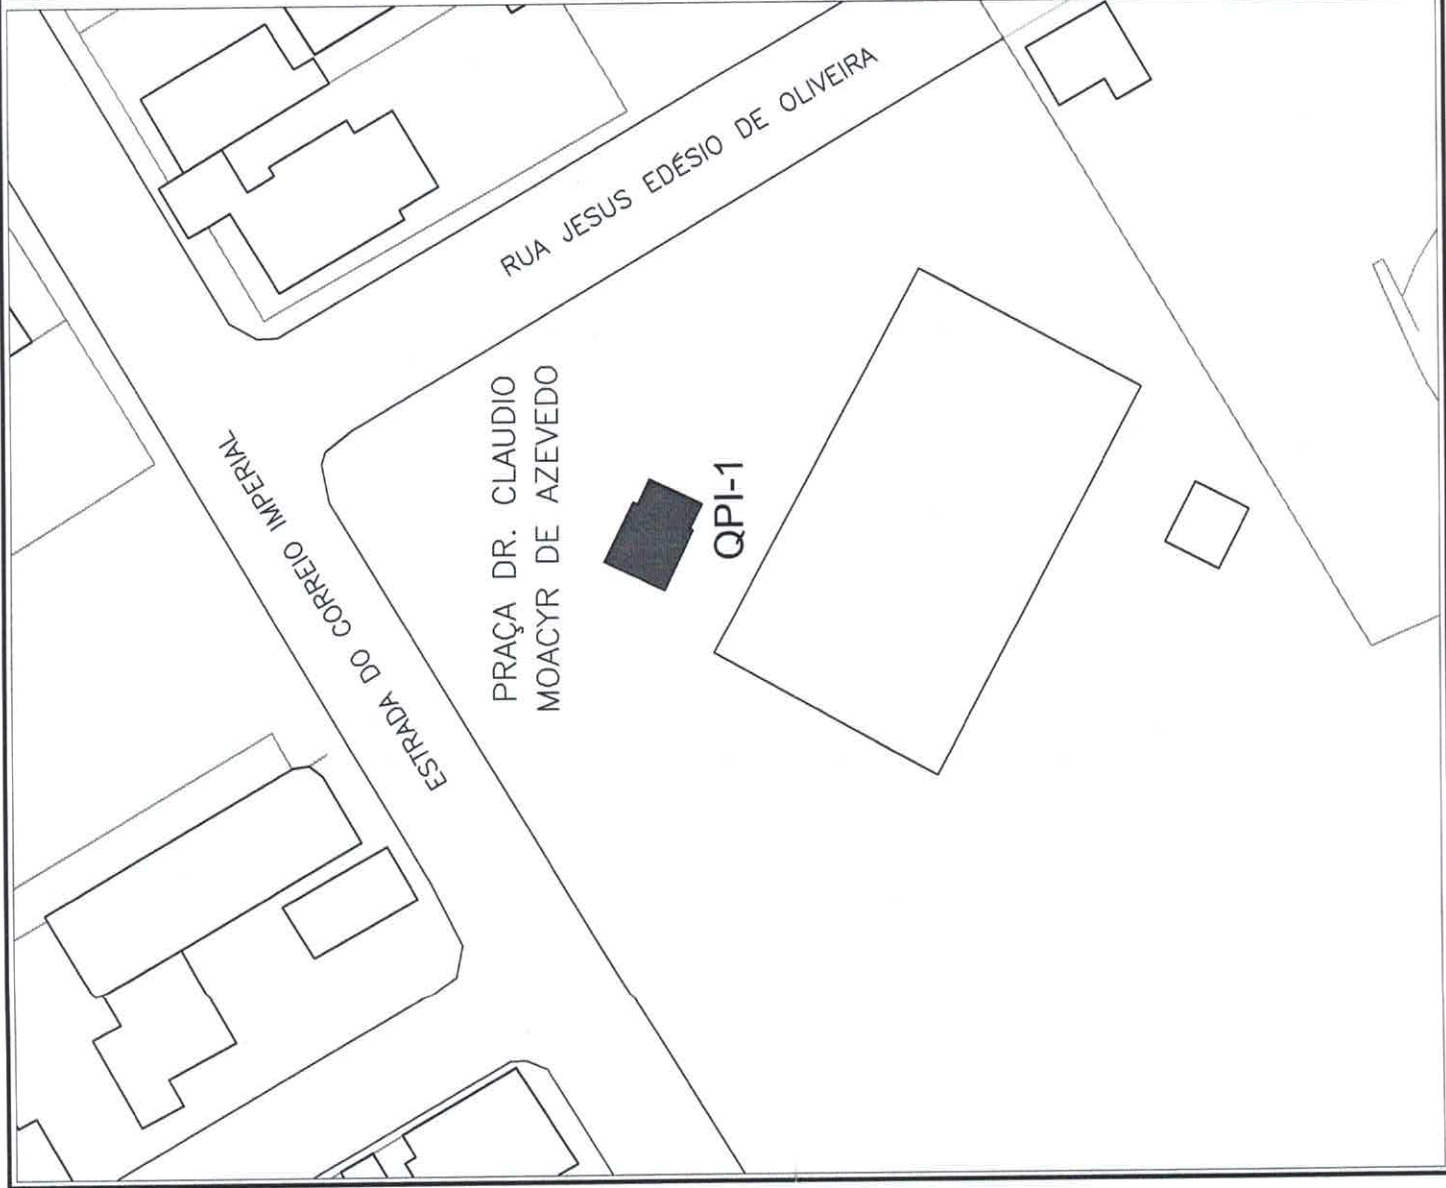 RUA JESUS EDÉSIO DE OLIVEIRA
ESTRADA DO CORREIO IMPERIAL
PRAÇA DR. CLAUDIO
MOACYR DE AZEVEDO
QPI-1